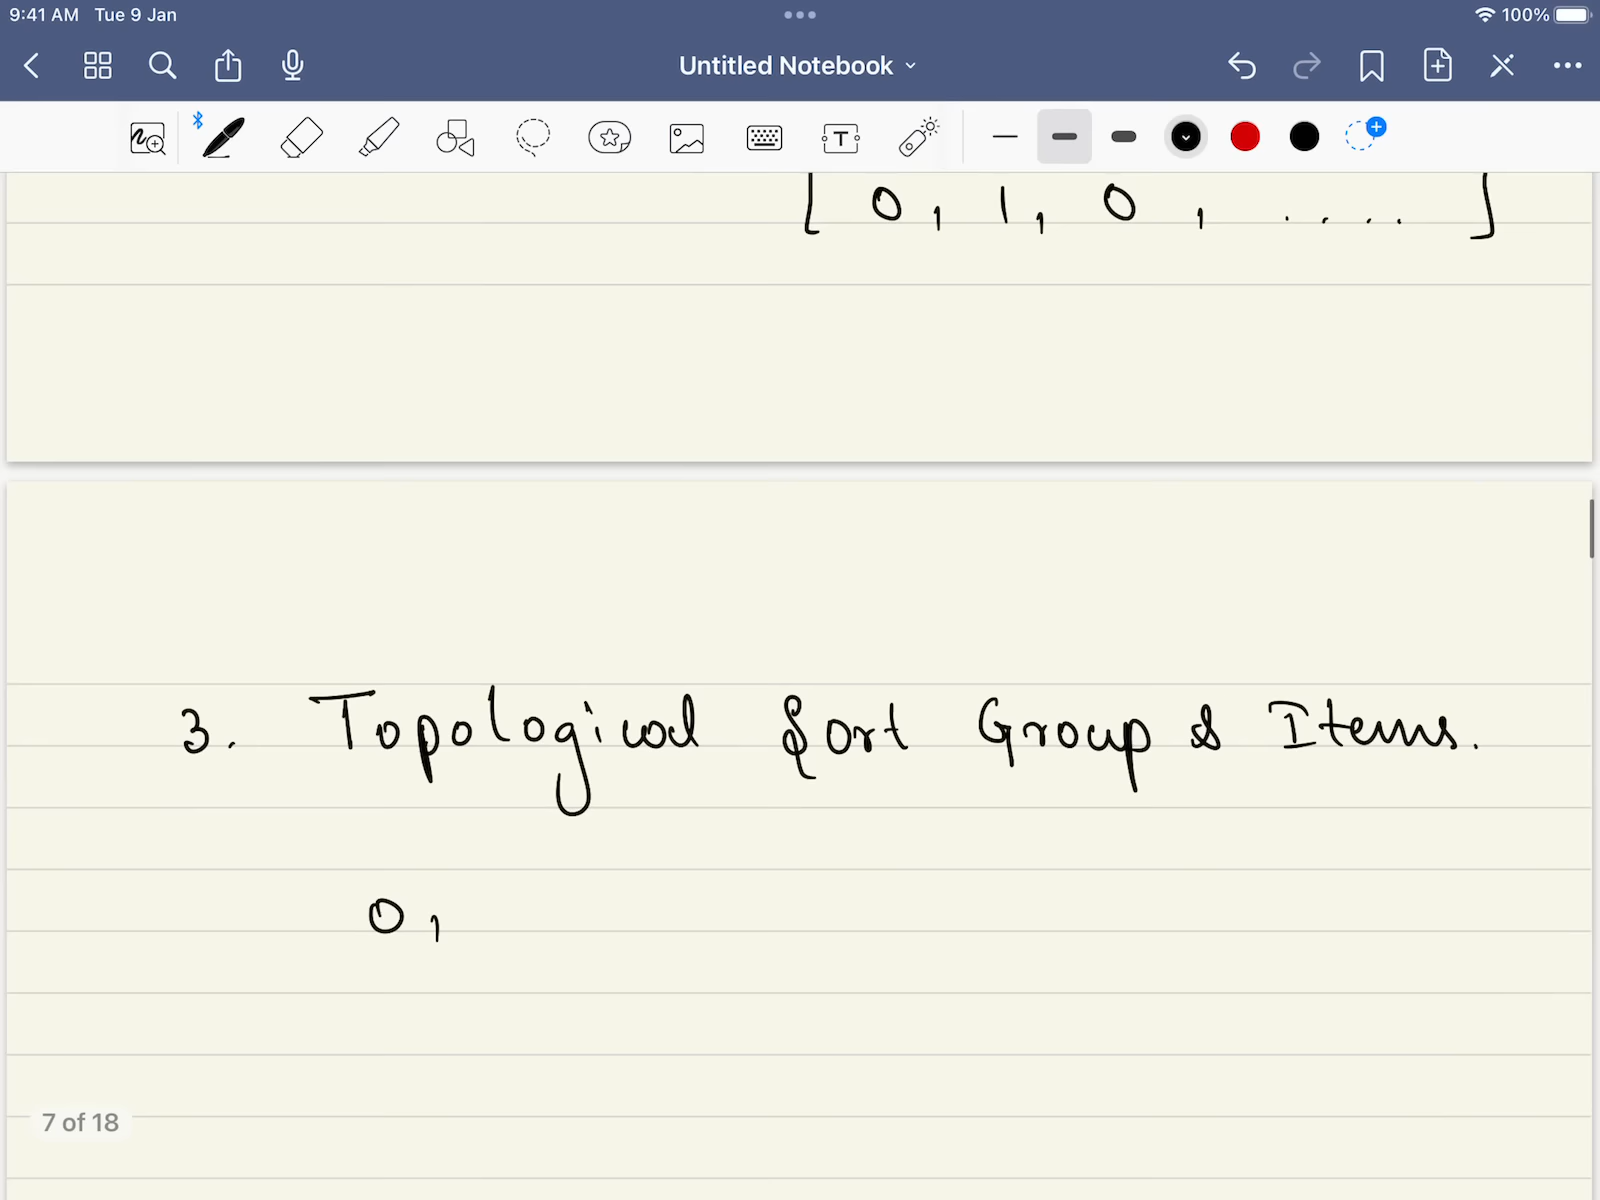 9:41 AM Tue 9 Jan 100%
Untitled Notebook
T
[ 0, 1, 0, ..... ]
3. Topological Sort Group & Items.
0,
7 of 18